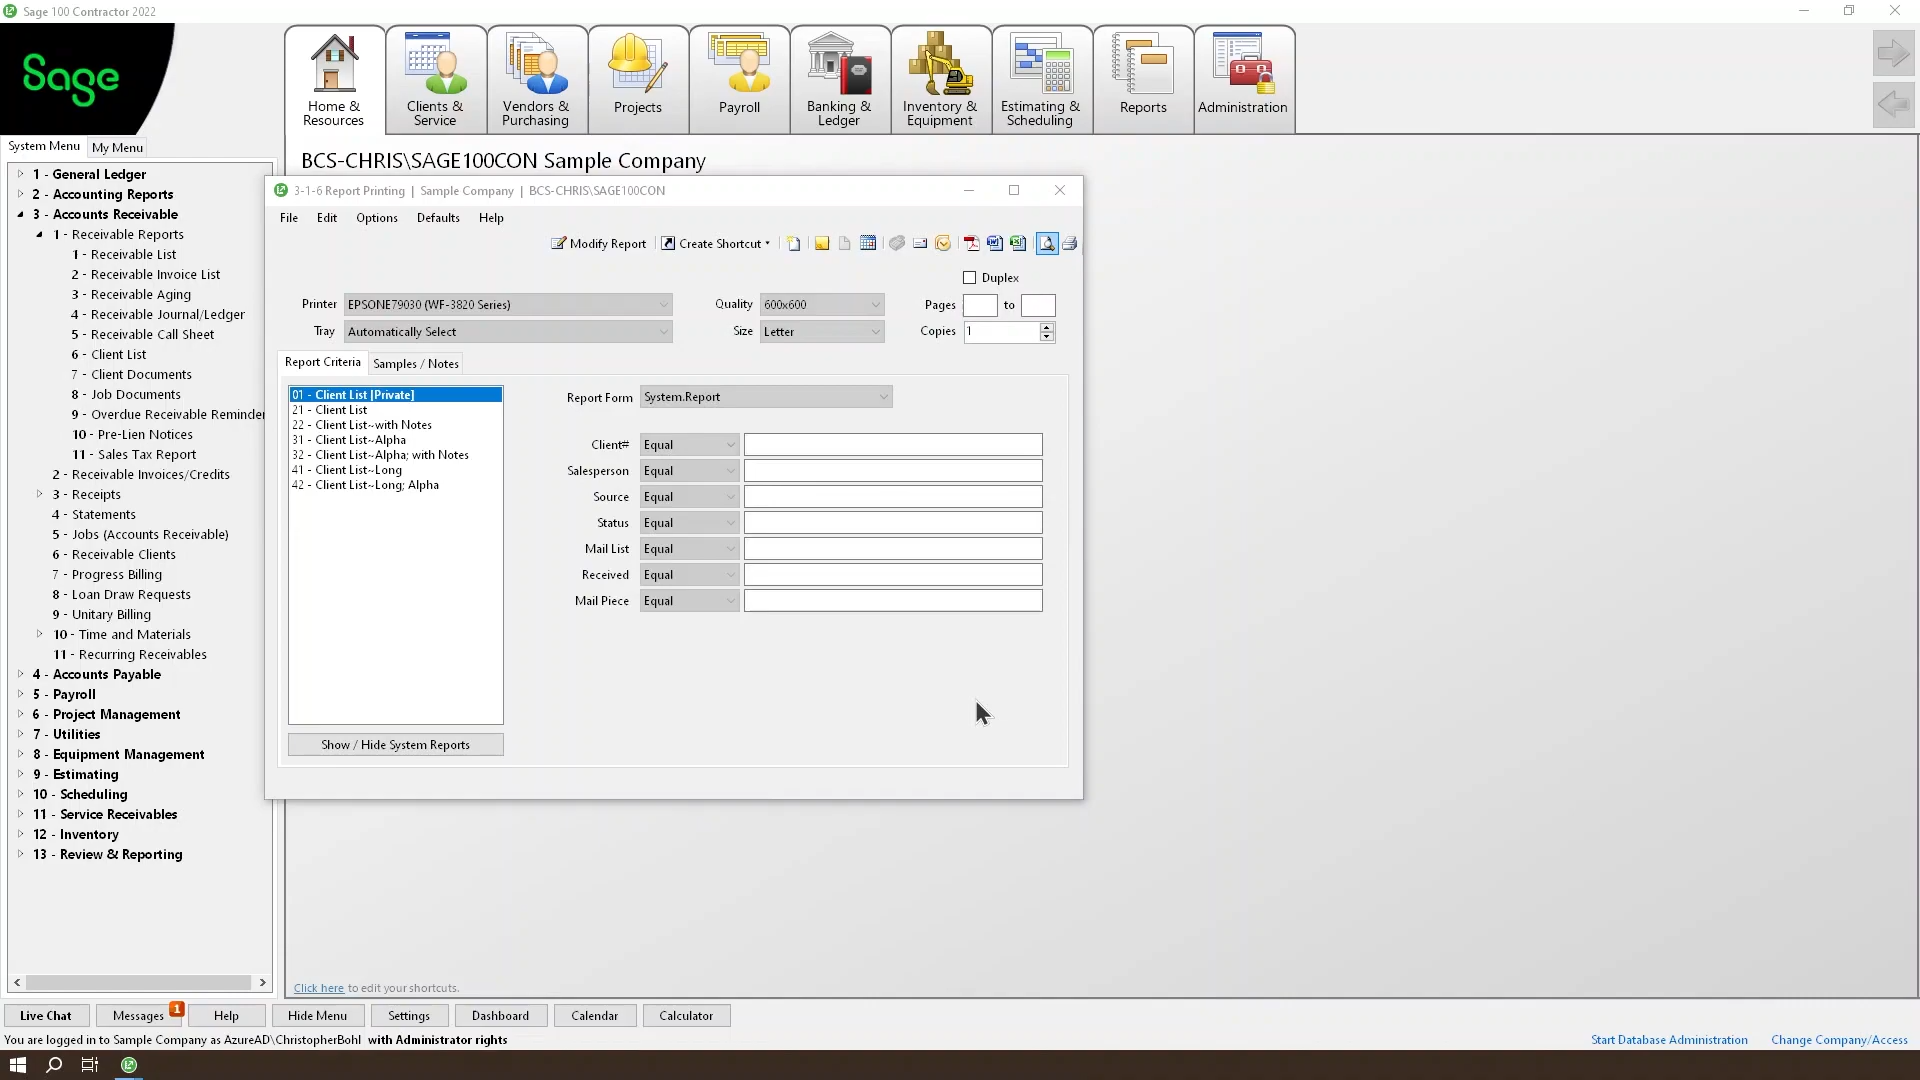 Sage 100 Contractor 2022
Sage
Home & Resources
Clients & Service
Vendors & Purchasing
Projects
Payroll
Banking & Ledger
Inventory & Equipment
Estimating & Scheduling
Reports
Administration
System Menu
My Menu
1 - General Ledger
2 - Accounting Reports
3 - Accounts Receivable
1 - Receivable Reports
1 - Receivable List
2 - Receivable Invoice List
3 - Receivable Aging
4 - Receivable Journal/Ledger
5 - Receivable Call Sheet
6 - Client List
7 - Client Documents
8 - Job Documents
9 - Overdue Receivable Reminder
10 - Pre-Lien Notices
11 - Sales Tax Report
2 - Receivable Invoices/Credits
3 - Receipts
4 - Statements
5 - Jobs (Accounts Receivable)
6 - Receivable Clients
7 - Progress Billing
8 - Loan Draw Requests
9 - Unitary Billing
10 - Time and Materials
11 - Recurring Receivables
4 - Accounts Payable
5 - Payroll
6 - Project Management
7 - Utilities
8 - Equipment Management
9 - Estimating
10 - Scheduling
11 - Service Receivables
12 - Inventory
13 - Review & Reporting
BCS-CHRIS\SAGE100CON Sample Company
3-1-6 Report Printing | Sample Company | BCS-CHRIS\SAGE100CON
File Edit Options Defaults Help
Modify Report Create Shortcut
Duplex
Printer EPSONE79030 (WF-3820 Series) Quality 600x600 Pages to
Tray Automatically Select Size Letter Copies 1
Report Criteria Samples / Notes
01 - Client List [Private]
21 - Client List
22 - Client List~with Notes
31 - Client List~Alpha
32 - Client List~Alpha; with Notes
41 - Client List~Long
42 - Client List~Long; Alpha
Show / Hide System Reports
Report Form System.Report
Client# Equal
Salesperson Equal
Source Equal
Status Equal
Mail List Equal
Received Equal
Mail Piece Equal
Click here to edit your shortcuts.
Live Chat Messages 1 Help Hide Menu Settings Dashboard Calendar Calculator
You are logged in to Sample Company as AzureAD\ChristopherBohl with Administrator rights
Start Database Administration Change Company/Access